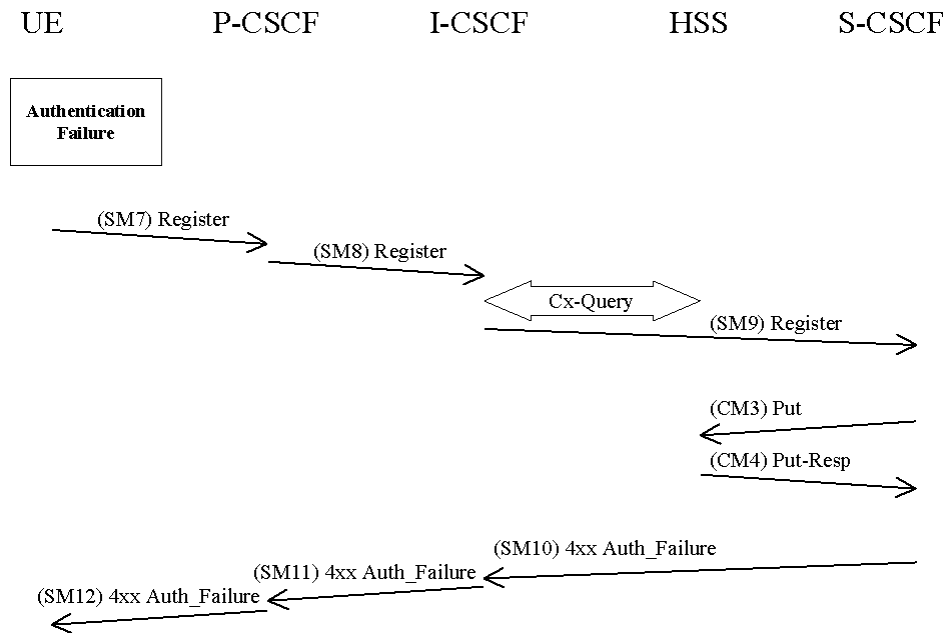 UE P-CSCF I-CSCF HSS S-CSCF
Authentication
Failure
(SM7) Register
(SM8) Register
Cx-Query
(SM9) Register
(CM3) Put
(CM4) Put-Resp
(SM10) 4xx Auth_Failure
(SM11) 4xx Auth_Failure
(SM12) 4xx Auth_Failure